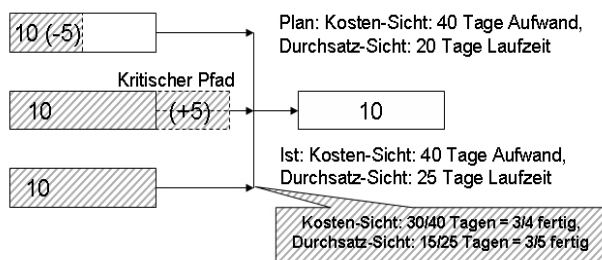 10 (-5)
Plan: Kosten-Sicht: 40 Tage Aufwand,
Durchsatz-Sicht: 20 Tage Laufzeit
Kritischer Pfad
10
(+5)
10
Ist: Kosten-Sicht: 40 Tage Aufwand,
Durchsatz-Sicht: 25 Tage Laufzeit
10
Kosten-Sicht: 30/40 Tagen = 3/4 fertig,
Durchsatz-Sicht: 15/25 Tagen = 3/5 fertig